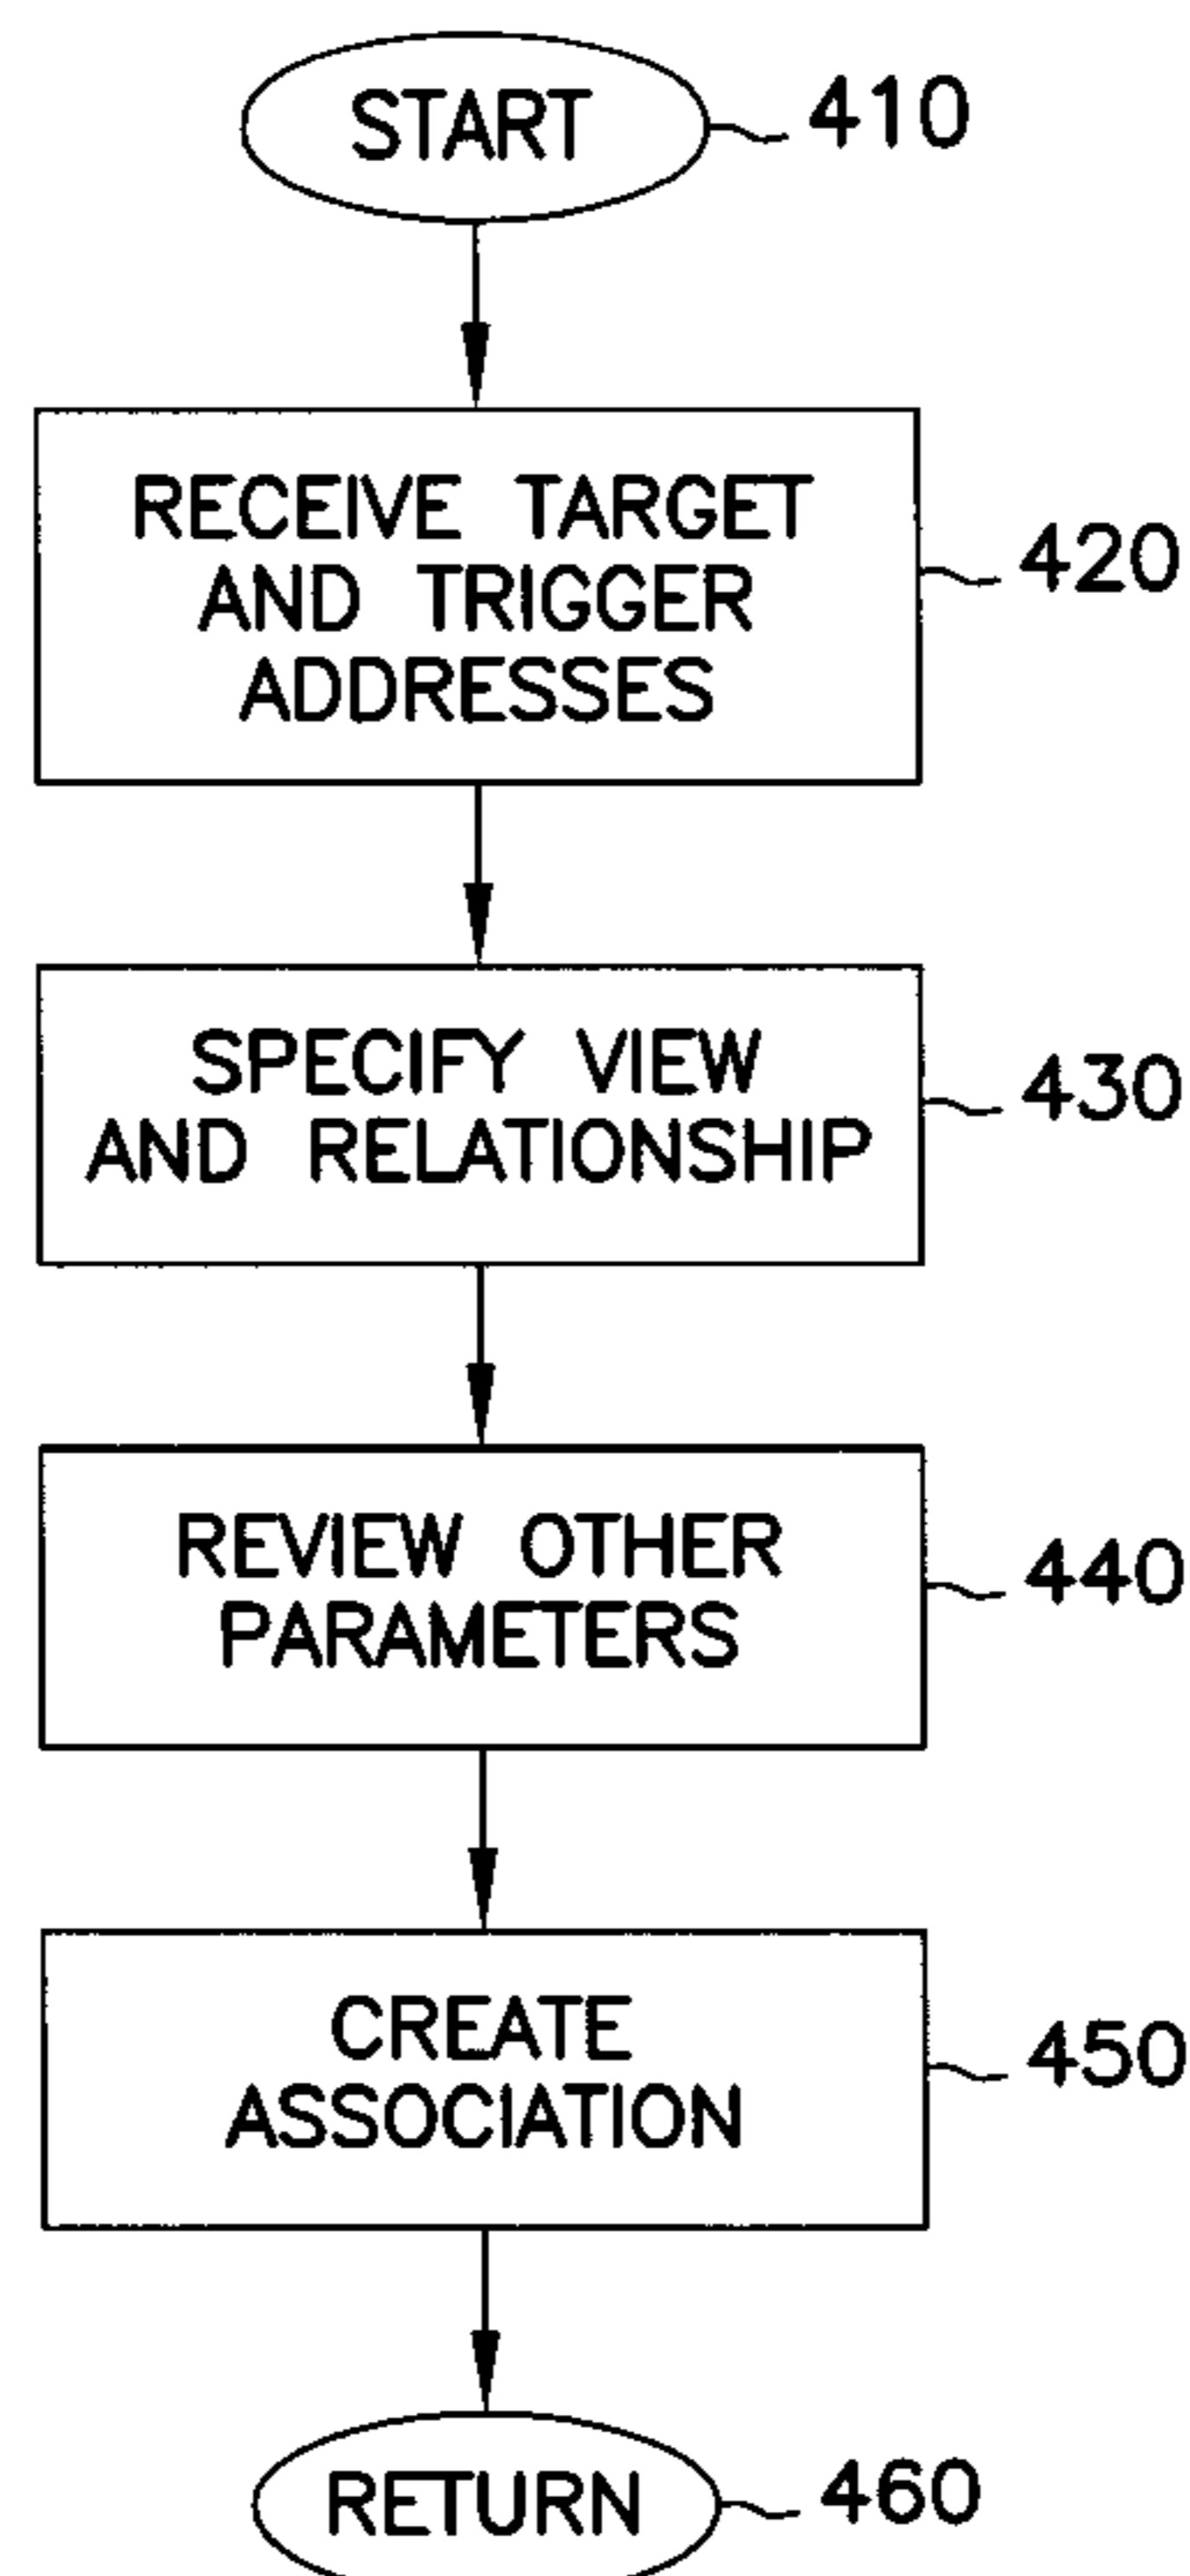 START 410
RECEIVE TARGET
AND TRIGGER
ADDRESSES
420
SPECIFY VIEW
AND RELATIONSHIP
430
REVIEW OTHER
PARAMETERS
440
CREATE
ASSOCIATION
450
RETURN 460